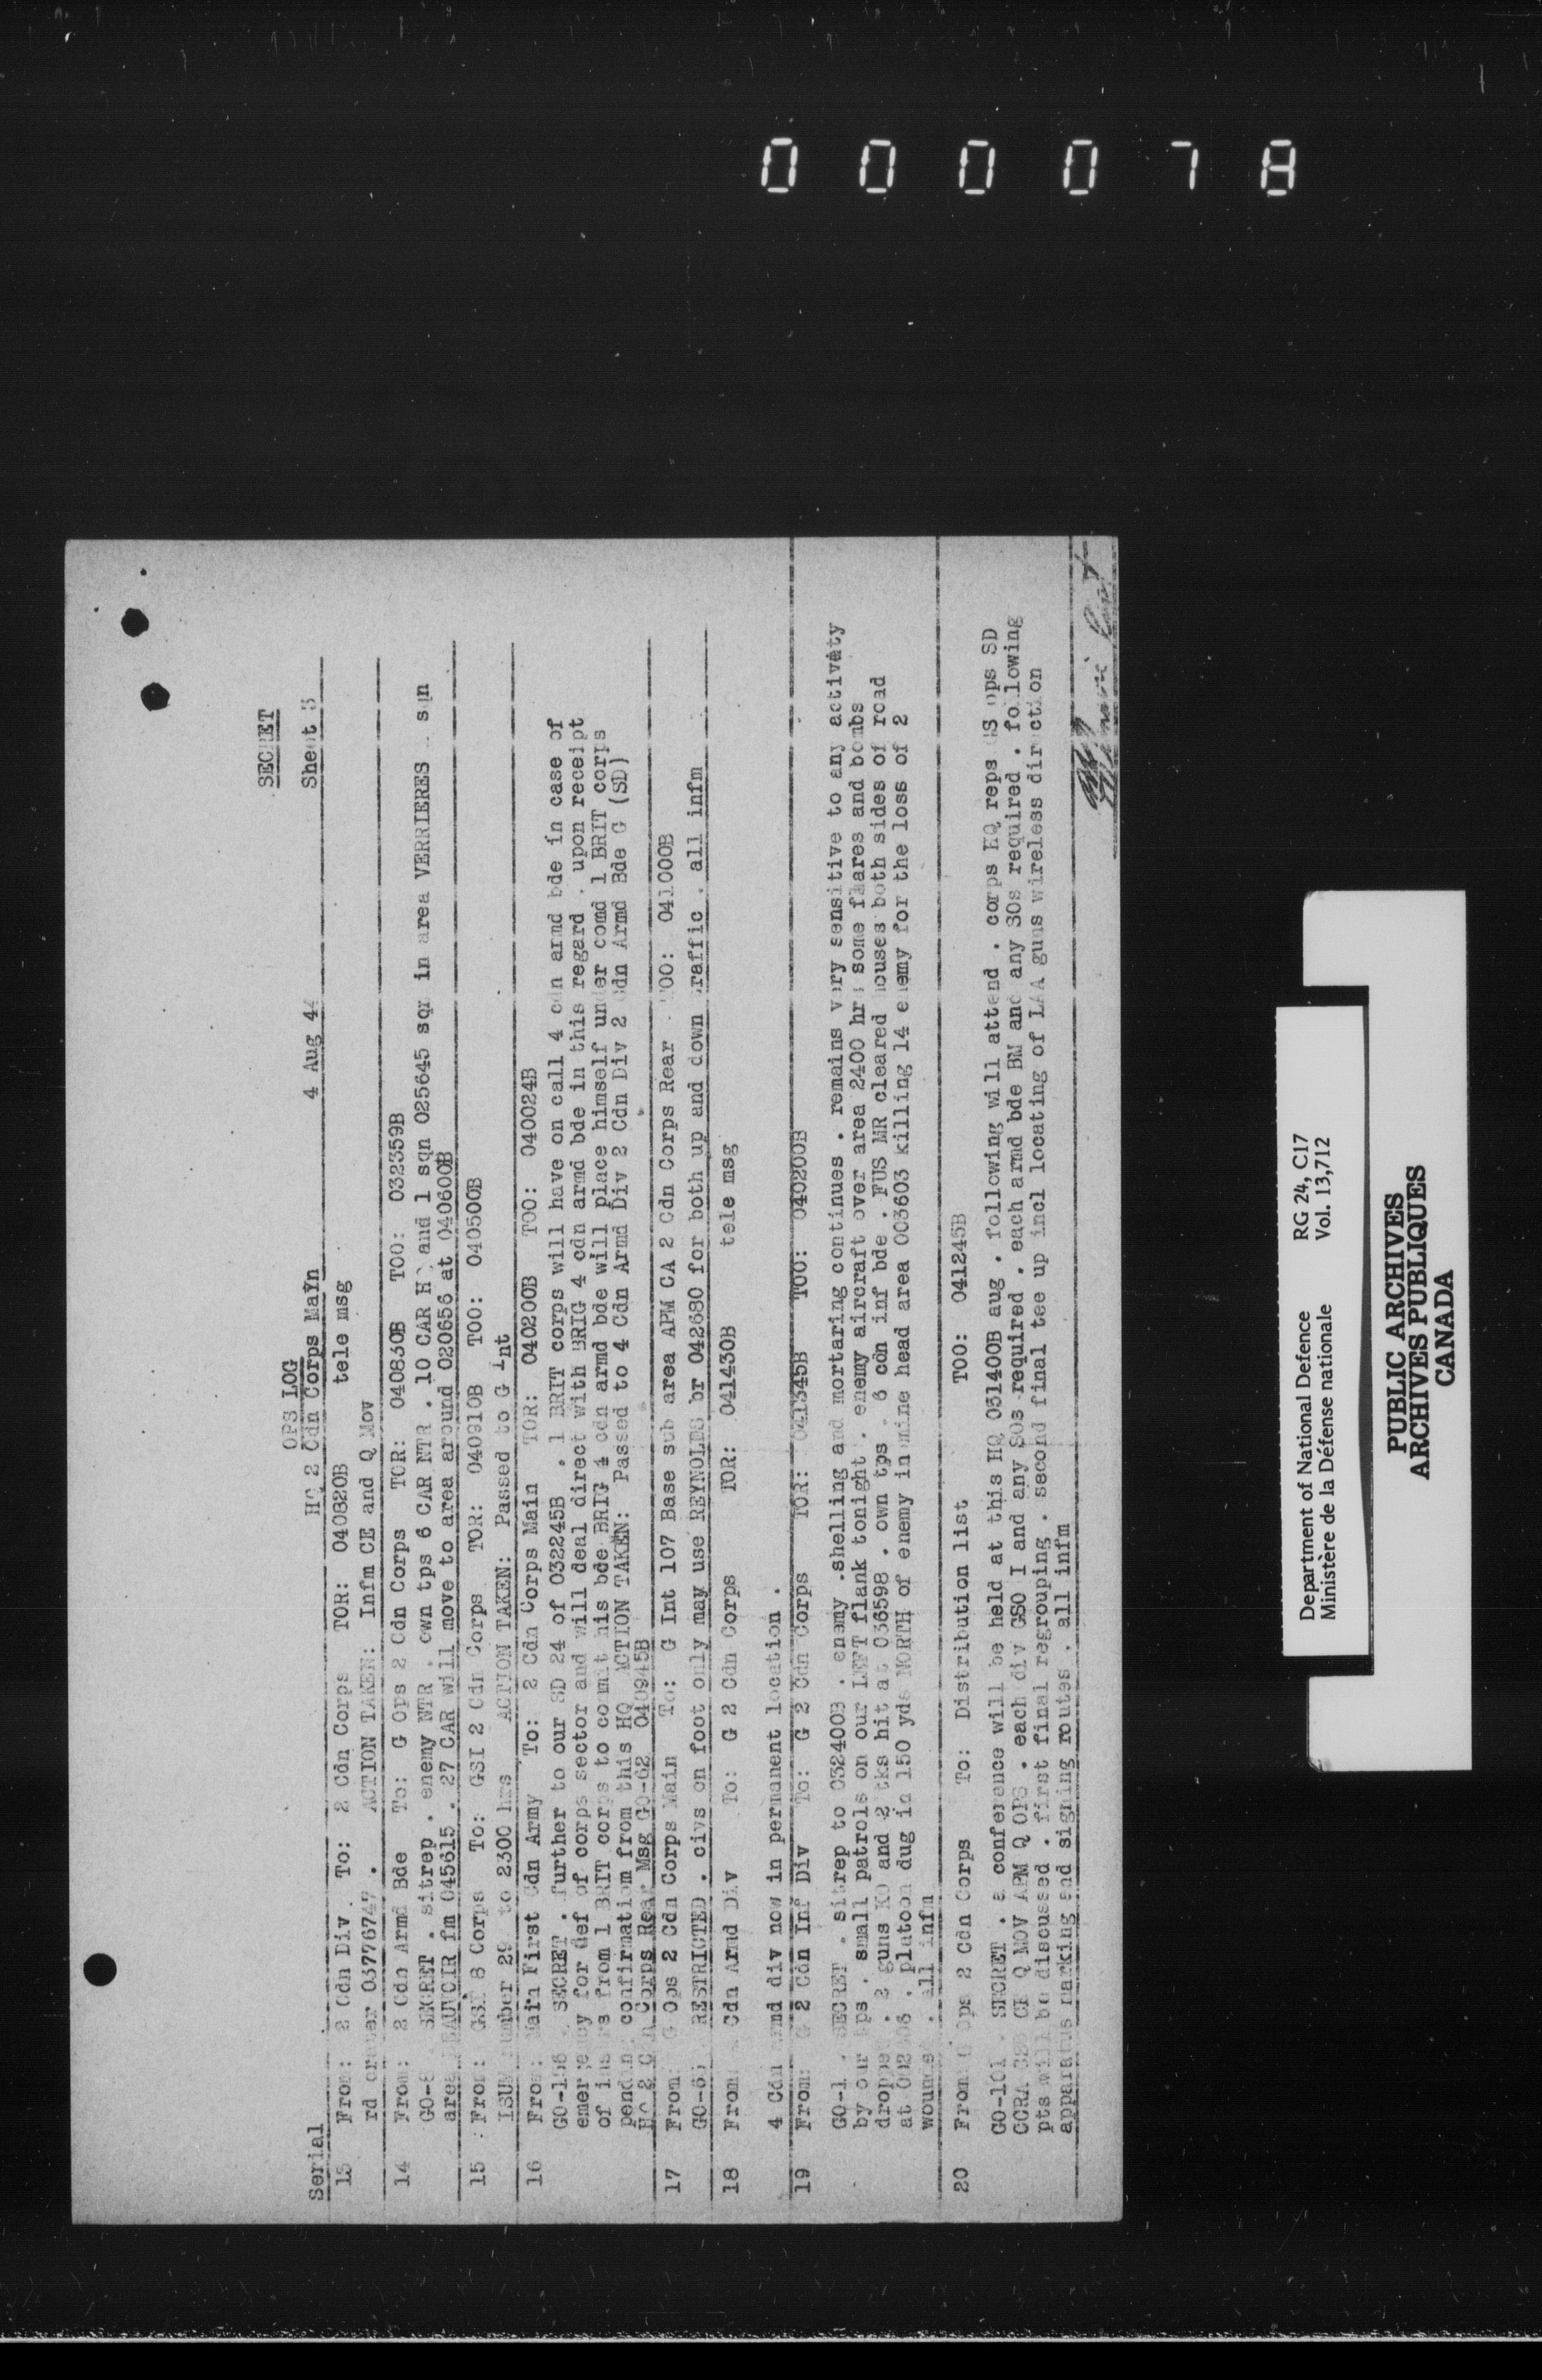 000078
SECRET
OPS LOG
HQ 2 Cdn Corps Main 4 Aug 44 Sheet 3
Serial
13 From: 2 Cdn Div To: 2 Cdn Corps TOR: 040820B tele msg
rd crater 03776747 . ACTION TAKEN: Infm CE and Q Mov
14 From: 2 Cdn Armd Bde To: G Ops 2 Cdn Corps TOR: 040830B TOO: 032359B
SECRET . sitrep . enemy NTR . own tps 6 CAR NTR . 10 CAR HQ and 1 sqn 025645 sqn in area VERRIERES sqn
area BEAUVOIR fm 045615 . 27 CAR will move to area around 020656 at 040600B
15 From: GSI 8 Corps To: GSI 2 Cdn Corps TOR: 040910B TOO: 040500B
ISUM number 29 to 2300 hrs ACTION TAKEN: Passed to G Int
16 From: Main First Cdn Army To: 2 Cdn Corps Main TOR: 040200B TOO: 040024B
SECRET . further to our SD 24 of 032245B . 1 BRIT corps will have on call 4 cdn armd bde in case of
emergency for def of corps sector and will deal direct with BRIG 4 cdn armd bde in this regard . upon receipt
of from 1 BRIT corps to commit his bde BRIG 4 cdn armd bde will place himself under comd 1 BRIT corps
pending confirmation from this HQ ACTION TAKEN: Passed to 4 Cdn Armd Div 2 Cdn Div 2 Cdn Armd Bde G (SD)
HQ 2 Cdn Corps Rear Msg GO-62 040945B
17 From: G Ops 2 Cdn Corps Main To: G Int 107 Base sub area APM CA 2 Cdn Corps Rear TOO: 041000B
RESTRICTED . civs on foot only may use REYNOLDS br 042680 for both up and down traffic . all infm
18 From: Cdn Armd Div To: G 2 Cdn Corps TOR: 041430B tele msg
4 Cdn armd div now in permanent location .
19 From: G 2 Cdn Inf Div To: G 2 Cdn Corps TOR: 041345B TOO: 040200B
GO-1 . SECRET . sitrep to 032400B . enemy .shelling and mortaring continues . remains very sensitive to any activety
by our tps . small patrols on our LEFT flank tonight . enemy aircraft over area 2400 hrs some flares and bombs
dropped . 2 guns KO and 2 tks hit at 036598 . own tps . 6 cdn inf bde . FUS MR cleared houses both sides of road
at . platoon dug in 150 yds NORTH of enemy in mine head area 003603 killing 14 enemy for the loss of 2
wounds . all infm
20 From G Ops 2 Cdn Corps To: Distribution list TOO: 041245B
GO-101 . SECRET . a conference will be held at this HQ 051400B aug . following will attend . corps HQ reps GS ops SD
CCRA CE Q MOV APM Q OPS . each div GSO I and any SOs required . each armd bde BM and any 30s required . following
pts will be discussed . first final regrouping . second final tee up incl locating of LAA guns wireless direction
apparatus marking and signing routes . all infm
Department of National Defence RG 24, C17
Ministère de la Défense nationale Vol. 13,712
PUBLIC ARCHIVES
ARCHIVES PUBLIQUES
CANADA